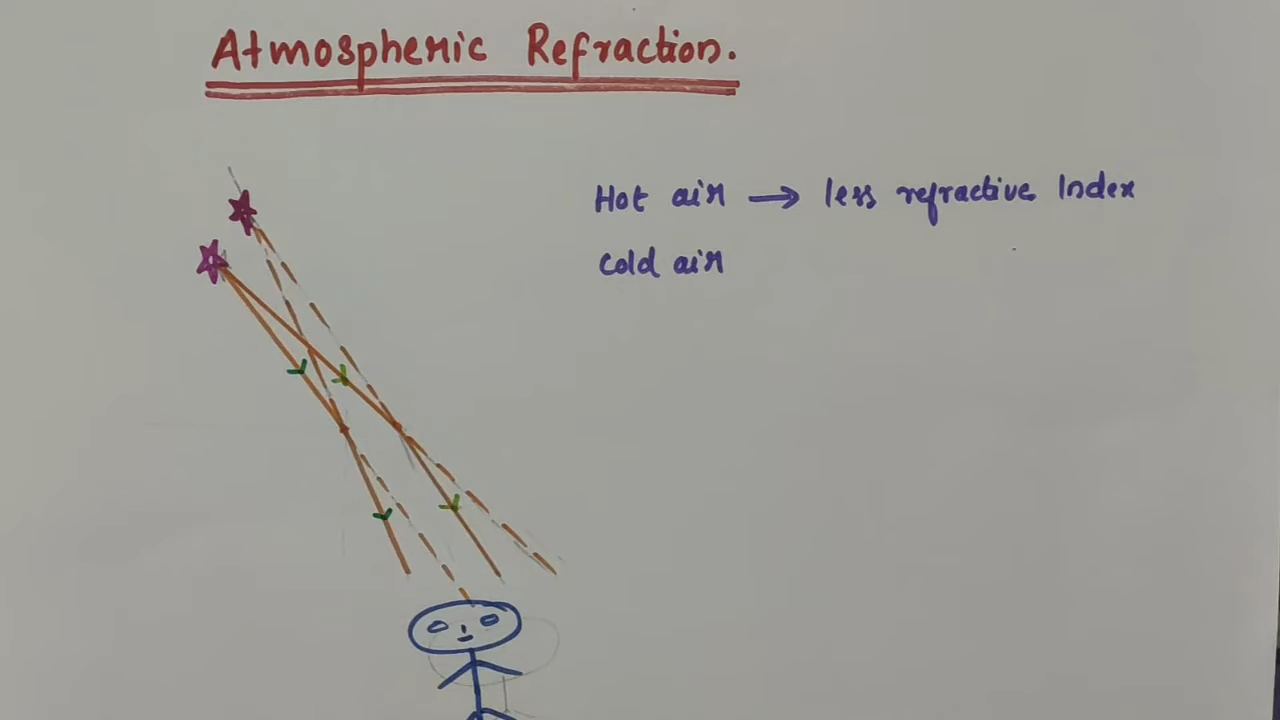 Atmospheric Refraction.
Hot air → less refractive Index
Cold air